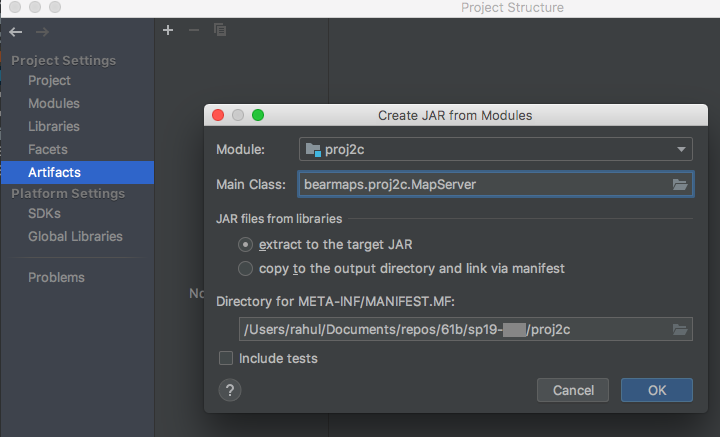 Project Structure
Project Settings
Project
Modules
Libraries
Facets
Artifacts
Platform Settings
SDKs
Global Libraries
Problems
No
Create JAR from Modules
Module: proj2c
Main Class: bearmaps.proj2c.MapServer
JAR files from libraries
extract to the target JAR
copy to the output directory and link via manifest
Directory for META-INF/MANIFEST.MF:
/Users/rahul/Documents/repos/61b/sp19- /proj2c
Include tests
? Cancel OK